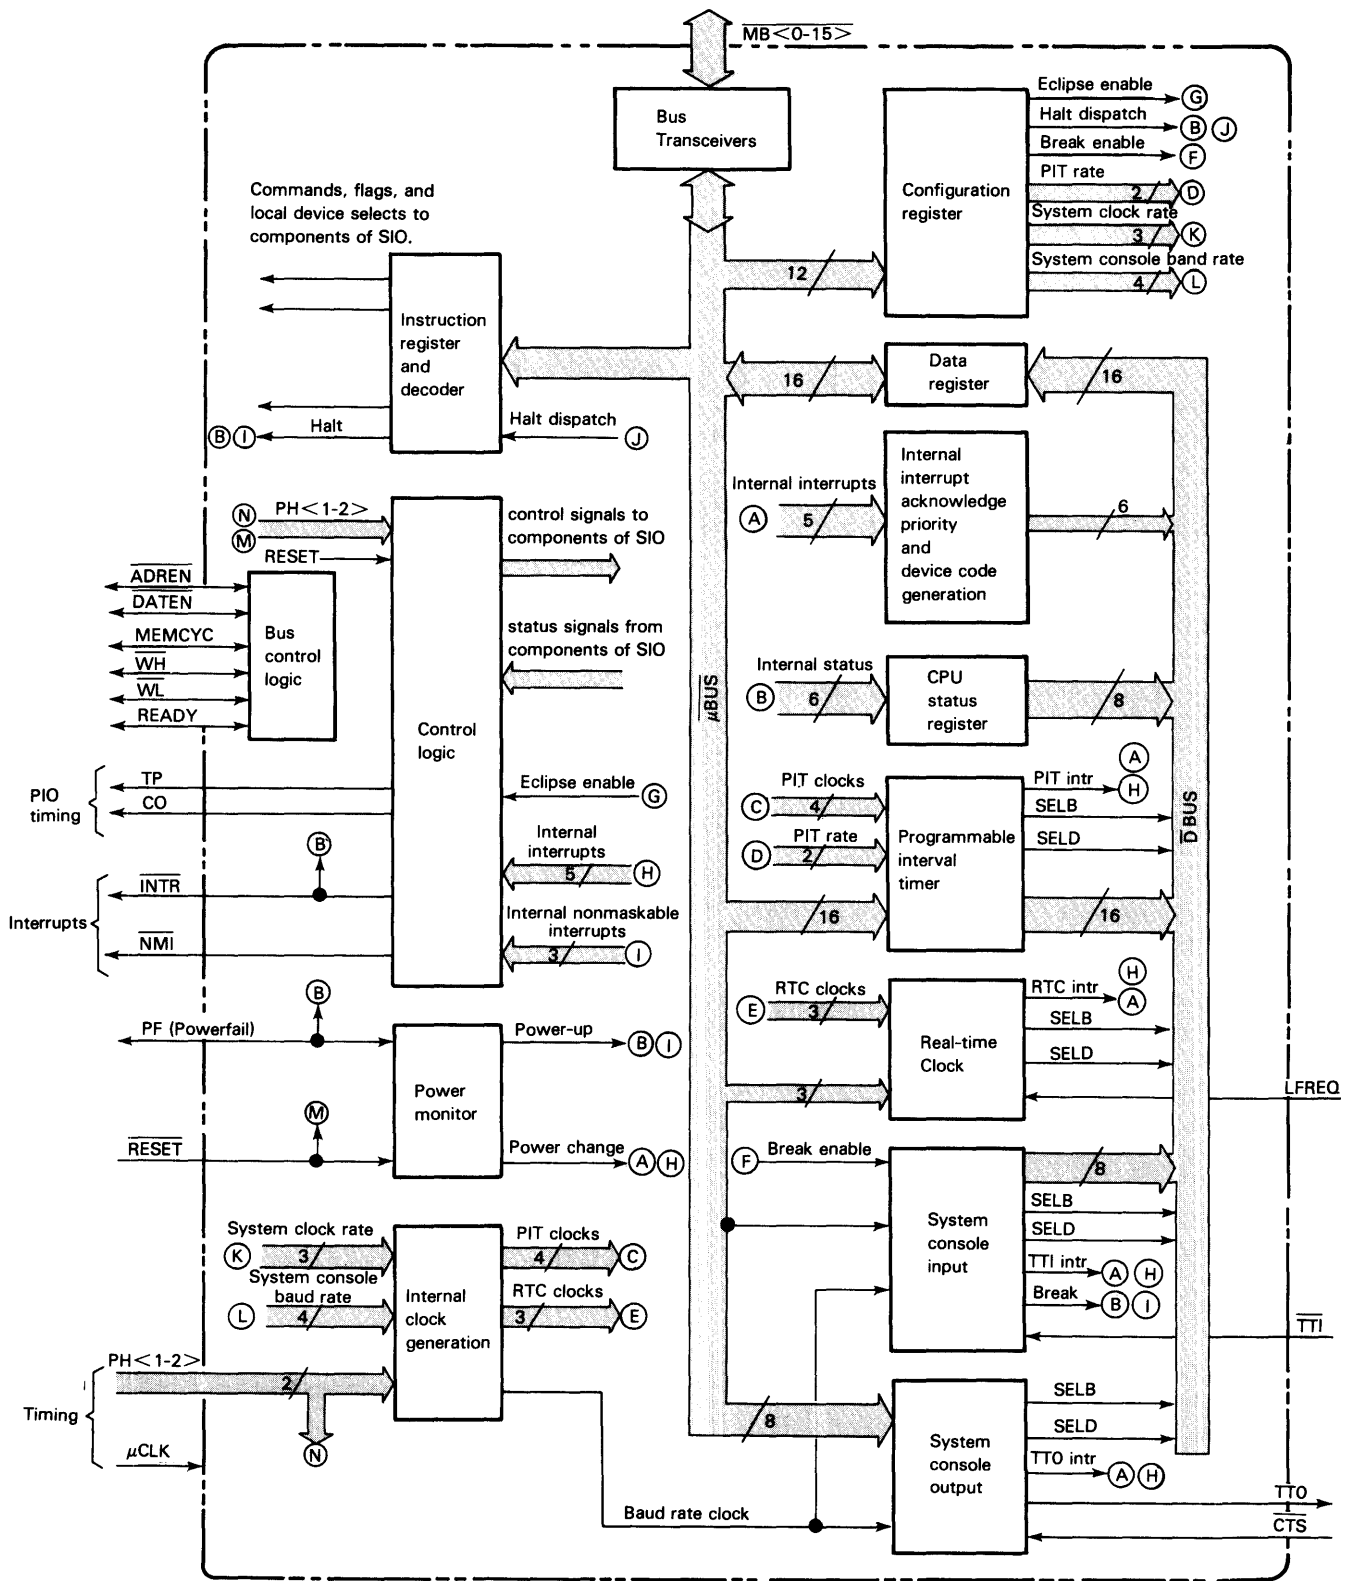 MB<0-15>
Bus
Transceivers
Eclipse enable
G
Halt dispatch
B J
Break enable
F
PIT rate
2
D
System clock rate
3
K
System console band rate
4
L
Configuration
register
12
Commands, flags, and
local device selects to
components of SIO.
Instruction
register
and
decoder
B I
Halt
Halt dispatch
J
16
Data
register
16
Internal interrupts
A
5
Internal
interrupt
acknowledge
priority
and
device code
generation
6
N
M
PH<1-2>
RESET
control signals to
components of SIO
status signals from
components of SIO
ADREN
DATEN
MEMCYC
WH
WL
READY
Bus
control
logic
Control
logic
μBUS
Internal status
B
6
CPU
status
register
8
PIO
timing
TP
CO
Eclipse enable
G
Internal
interrupts
5
H
Internal nonmaskable
interrupts
3
I
B
Interrupts
INTR
NMI
PIT clocks
C
4
PIT rate
D
2
Programmable
interval
timer
16
A
PIT intr
H
SELB
SELD
16
D BUS
B
PF (Powerfail)
Power-up
B I
M
RESET
Power
monitor
Power change
A H
RTC clocks
E
3
Real-time
Clock
3
H
RTC intr
A
SELB
SELD
LFREQ
F
Break enable
System
console
input
8
SELB
SELD
TTI intr
A H
Break
B I
TTI
System clock rate
K
3
System console
baud rate
L
4
Internal
clock
generation
PIT clocks
4
C
RTC clocks
3
E
PH<1-2>
2
Timing
μCLK
N
8
System
console
output
SELB
SELD
TTO intr
A H
Baud rate clock
TTO
CTS